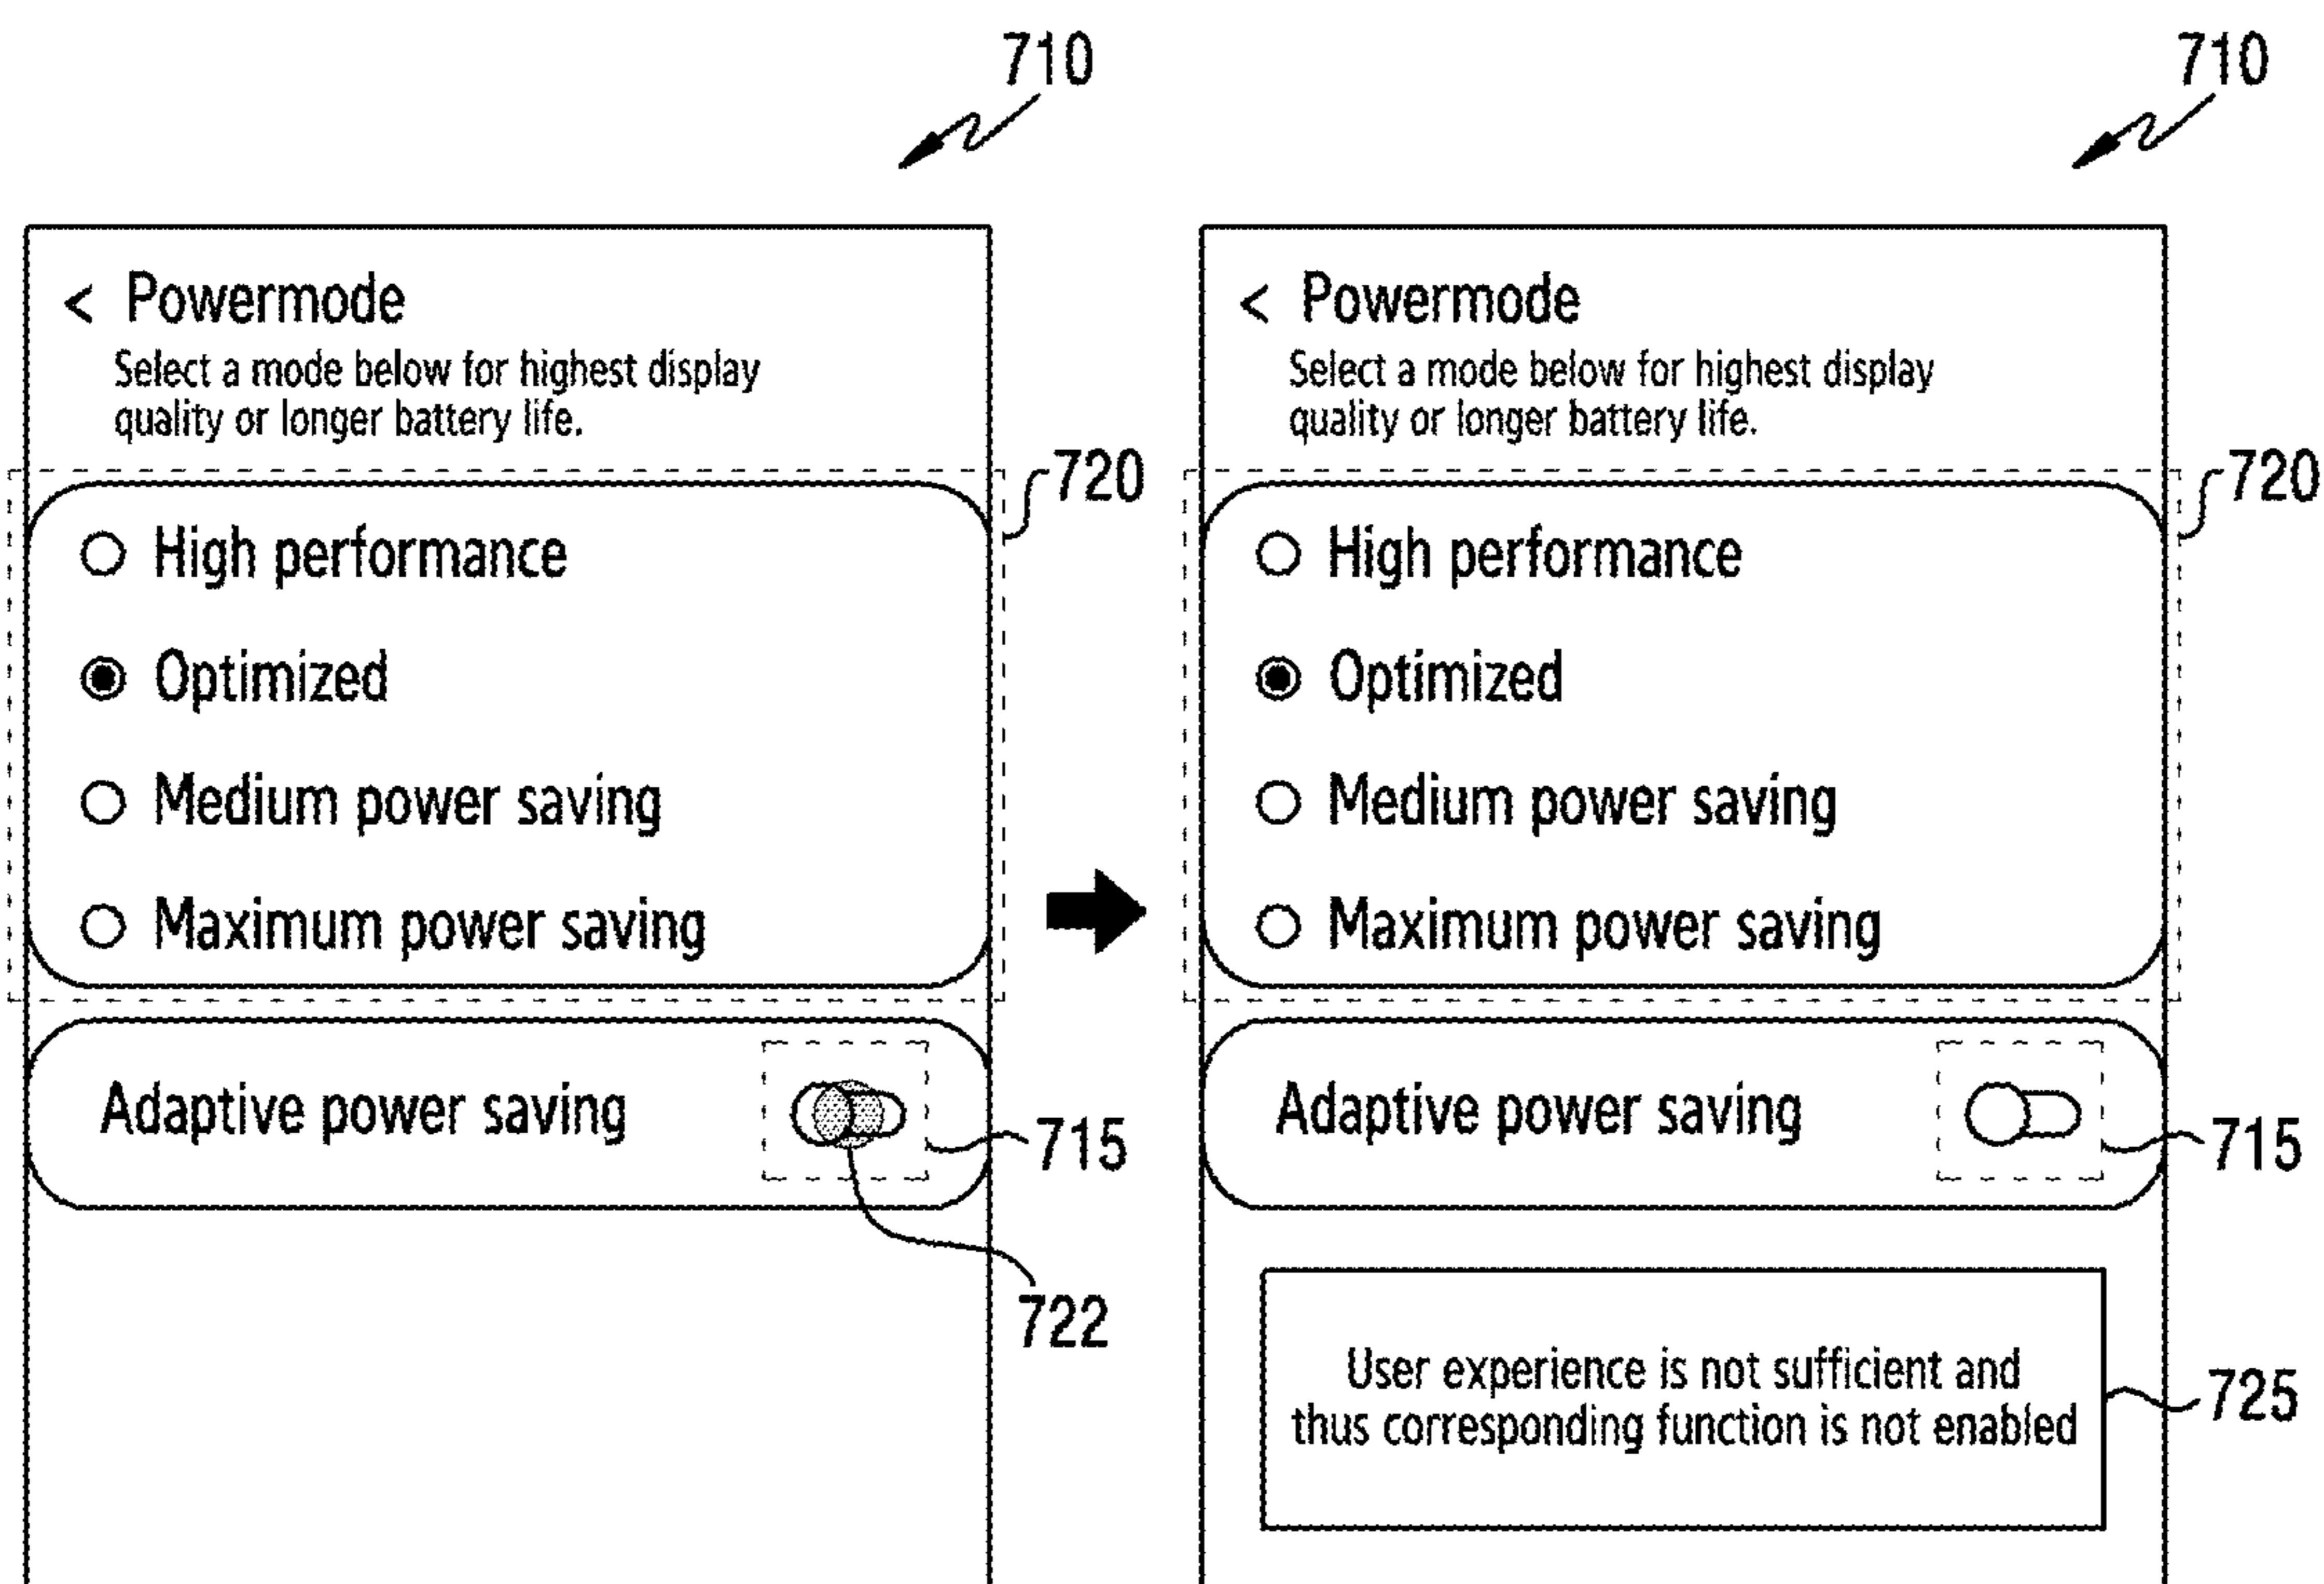 710
< Powermode
Select a mode below for highest display
quality or longer battery life.
720
High performance
Optimized
Medium power saving
Maximum power saving
Adaptive power saving
715
722
710
< Powermode
Select a mode below for highest display
quality or longer battery life.
720
High performance
Optimized
Medium power saving
Maximum power saving
Adaptive power saving
715
User experience is not sufficient and
thus corresponding function is not enabled
725